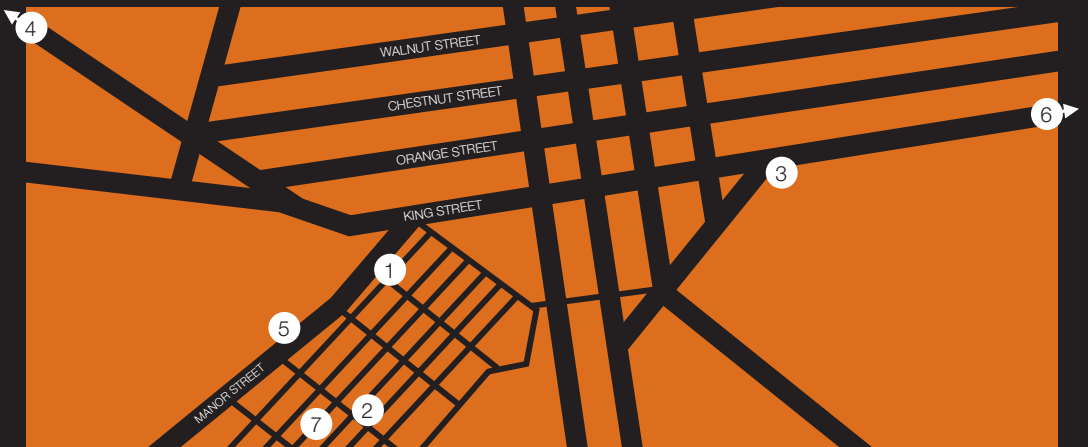 4
WALNUT STREET
CHESTNUT STREET
6
ORANGE STREET
3
KING STREET
1
5
MANOR STREET
2
7